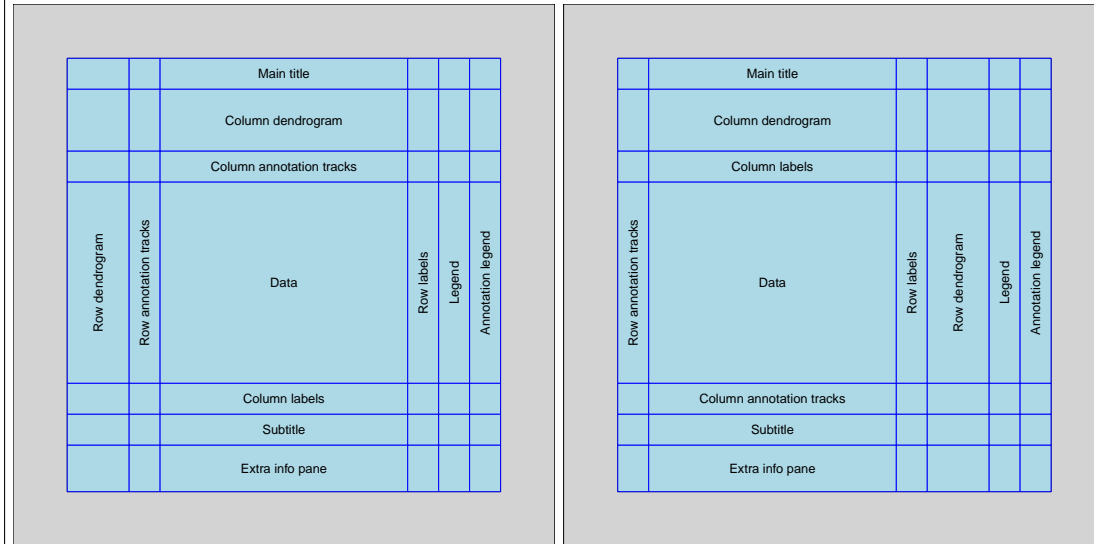 Main title
Column dendrogram
Column annotation tracks
Row dendrogram
Row annotation tracks
Data
Row labels
Legend
Annotation legend
Column labels
Subtitle
Extra info pane
Main title
Column dendrogram
Column labels
Row annotation tracks
Data
Row labels
Row dendrogram
Legend
Annotation legend
Column annotation tracks
Subtitle
Extra info pane